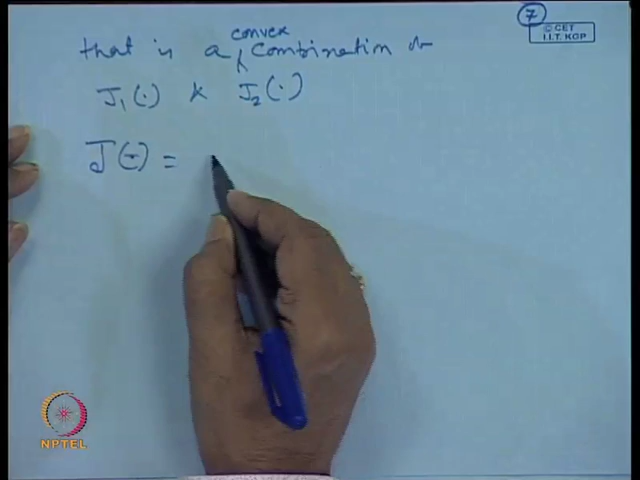 7
© CET
I.I.T. KGP
convex
that is a ʌ combination of
J₁(·) & J₂(·)
J(·) =
NPTEL